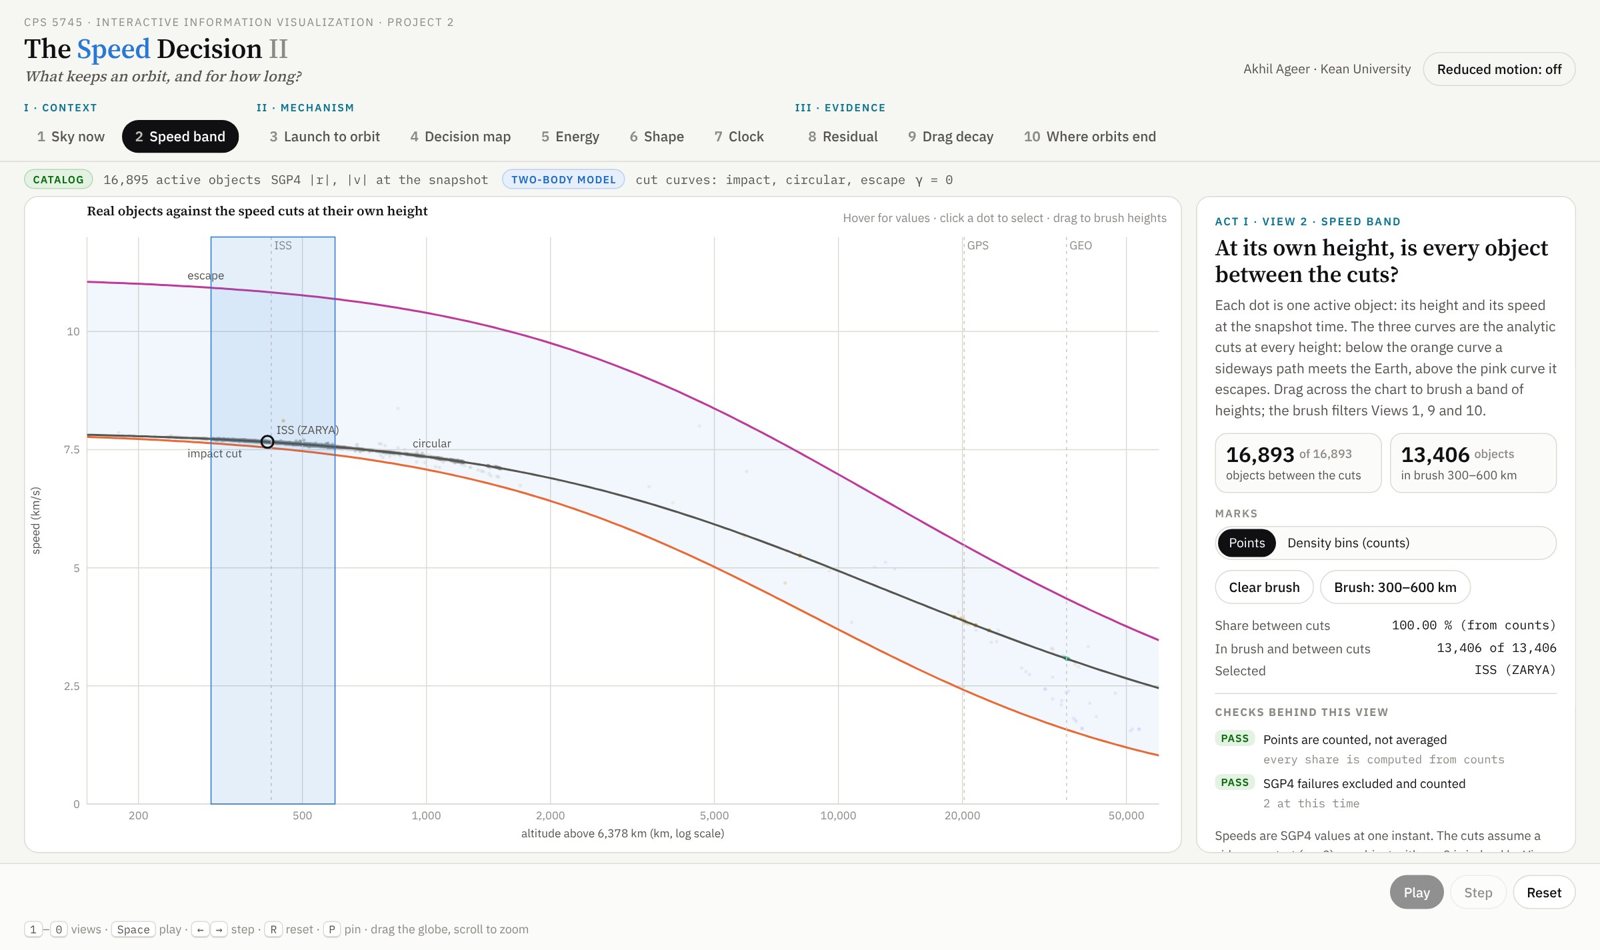 CPS 5745 · INTERACTIVE INFORMATION VISUALIZATION · PROJECT 2
The Speed Decision II
What keeps an orbit, and for how long?
Akhil Ageer · Kean University
Reduced motion: off
I · CONTEXT
II · MECHANISM
III · EVIDENCE
1 Sky now
2 Speed band
3 Launch to orbit
4 Decision map
5 Energy
6 Shape
7 Clock
8 Residual
9 Drag decay
10 Where orbits end
CATALOG 16,895 active objects SGP4 |r|, |v| at the snapshot
TWO-BODY MODEL cut curves: impact, circular, escape γ = 0
Real objects against the speed cuts at their own height
Hover for values · click a dot to select · drag to brush heights
ISS
GPS
GEO
escape
10
ISS (ZARYA)
circular
7.5
impact cut
speed (km/s)
5
2.5
0
200
500
1,000
2,000
5,000
10,000
20,000
50,000
altitude above 6,378 km (km, log scale)
ACT I · VIEW 2 · SPEED BAND
At its own height, is every object
between the cuts?
Each dot is one active object: its height and its speed
at the snapshot time. The three curves are the analytic
cuts at every height: below the orange curve a
sideways path meets the Earth, above the pink curve it
escapes. Drag across the chart to brush a band of
heights; the brush filters Views 1, 9 and 10.
16,893 of 16,893
objects between the cuts
13,406 objects
in brush 300–600 km
MARKS
Points
Density bins (counts)
Clear brush
Brush: 300–600 km
Share between cuts 100.00 % (from counts)
In brush and between cuts 13,406 of 13,406
Selected ISS (ZARYA)
CHECKS BEHIND THIS VIEW
PASS Points are counted, not averaged
every share is computed from counts
PASS SGP4 failures excluded and counted
2 at this time
Speeds are SGP4 values at one instant. The cuts assume a
Play
Step
Reset
1–0 views · Space play · ← → step · R reset · P pin · drag the globe, scroll to zoom